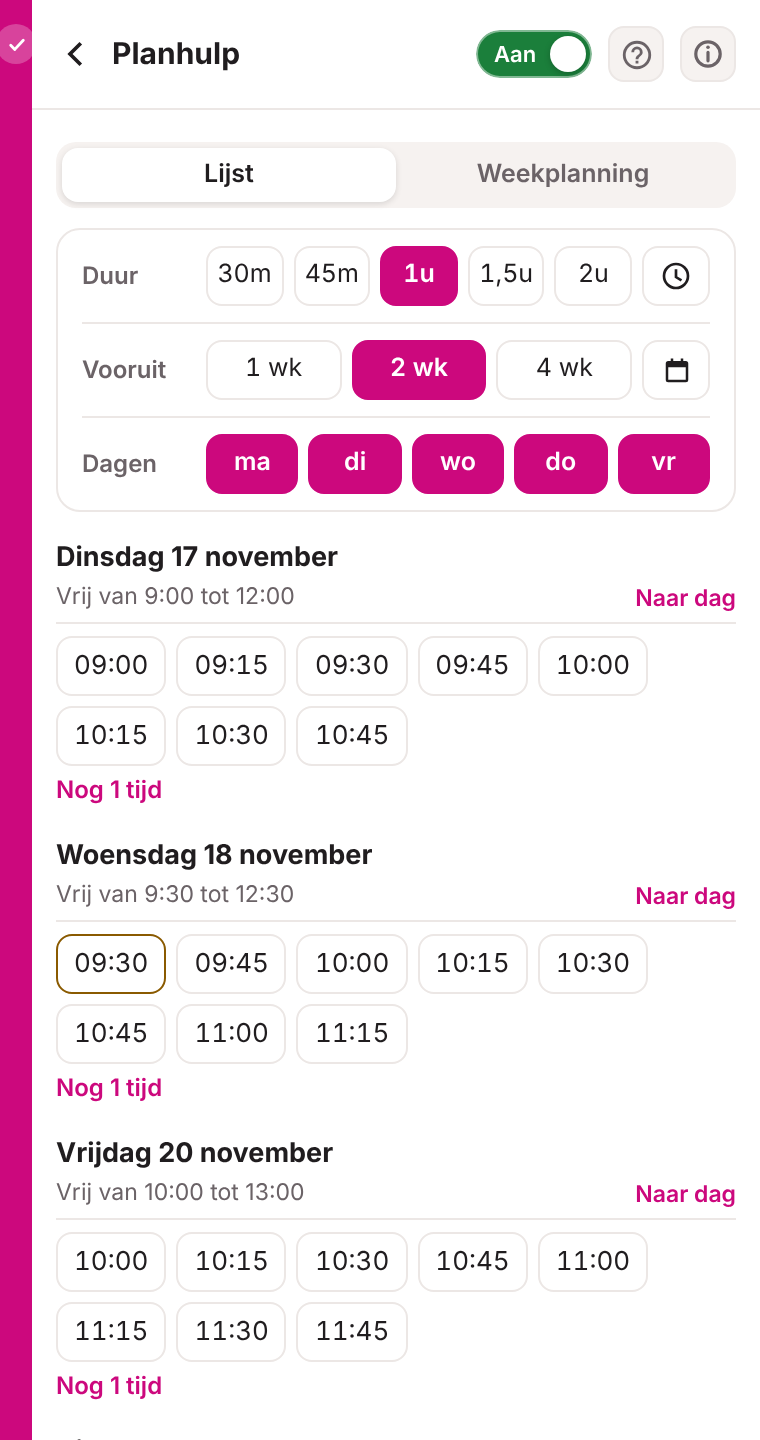 Planhulp Aan
Lijst Weekplanning
Duur 30m 45m 1u 1,5u 2u
Vooruit 1 wk 2 wk 4 wk
Dagen ma di wo do vr
Dinsdag 17 november
Vrij van 9:00 tot 12:00 Naar dag
09:00 09:15 09:30 09:45 10:00
10:15 10:30 10:45
Nog 1 tijd
Woensdag 18 november
Vrij van 9:30 tot 12:30 Naar dag
09:30 09:45 10:00 10:15 10:30
10:45 11:00 11:15
Nog 1 tijd
Vrijdag 20 november
Vrij van 10:00 tot 13:00 Naar dag
10:00 10:15 10:30 10:45 11:00
11:15 11:30 11:45
Nog 1 tijd